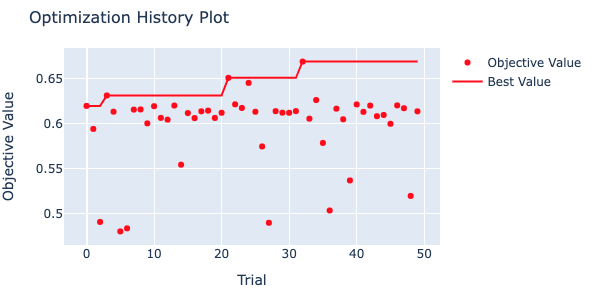 Optimization History Plot
Objective Value
Best Value
Objective Value
0.65
0.6
0.55
0.5
0
10
20
30
40
50
Trial